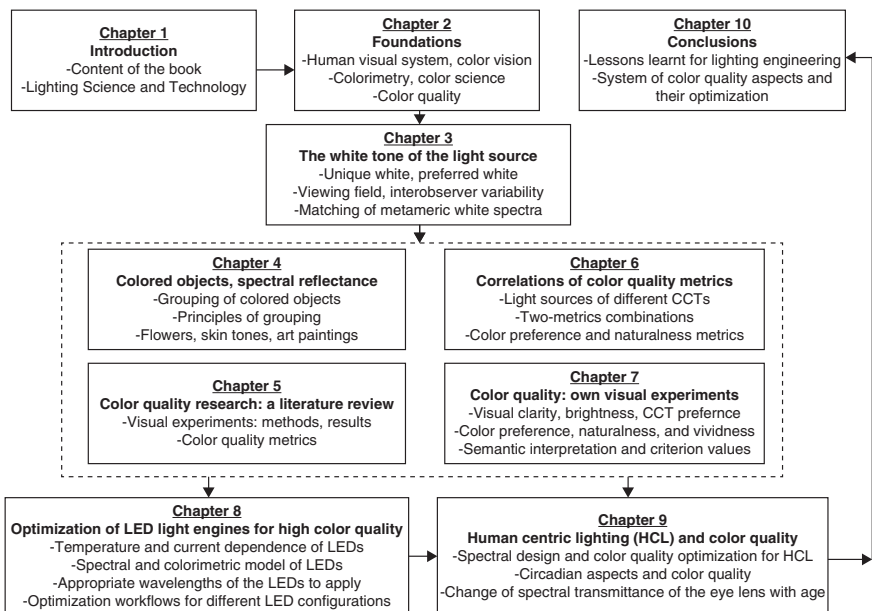 Chapter 1
Introduction
-Content of the book
-Lighting Science and Technology
Chapter 2
Foundations
-Human visual system, color vision
-Colorimetry, color science
-Color quality
Chapter 10
Conclusions
-Lessons learnt for lighting engineering
-System of color quality aspects and
their optimization
Chapter 3
The white tone of the light source
-Unique white, preferred white
-Viewing field, interobserver variability
-Matching of metameric white spectra
Chapter 4
Colored objects, spectral reflectance
-Grouping of colored objects
-Principles of grouping
-Flowers, skin tones, art paintings
Chapter 6
Correlations of color quality metrics
-Light sources of different CCTs
-Two-metrics combinations
-Color preference and naturalness metrics
Chapter 5
Color quality research: a literature review
-Visual experiments: methods, results
-Color quality metrics
Chapter 7
Color quality: own visual experiments
-Visual clarity, brightness, CCT prefernce
-Color preference, naturalness, and vividness
-Semantic interpretation and criterion values
Chapter 8
Optimization of LED light engines for high color quality
-Temperature and current dependence of LEDs
-Spectral and colorimetric model of LEDs
-Appropriate wavelengths of the LEDs to apply
-Optimization workflows for different LED configurations
Chapter 9
Human centric lighting (HCL) and color quality
-Spectral design and color quality optimization for HCL
-Circadian aspects and color quality
-Change of spectral transmittance of the eye lens with age